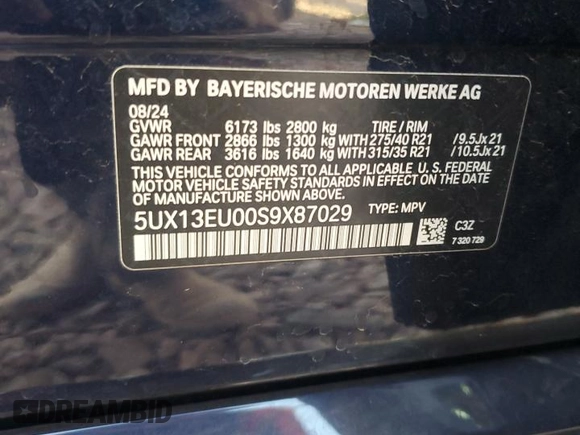 MFD BY BAYERISCHE MOTOREN WERKE AG
08/24
GVWR 6173 lbs 2800 kg TIRE / RIM
GAWR FRONT 2866 lbs 1300 kg WITH 275/40 R21 /9.5Jx21
GAWR REAR 3616 lbs 1640 kg WITH 315/35 R21 /10.5Jx21
THIS VEHICLE CONFORMS TO ALL APPLICABLE U. S. FEDERAL
MOTOR VEHICLE SAFETY STANDARDS IN EFFECT ON THE DATE
OF MANUFACTURE SHOWN ABOVE.
5UX13EU00S9X87029 TYPE: MPV
C3Z
7 320 729
DREAMBID